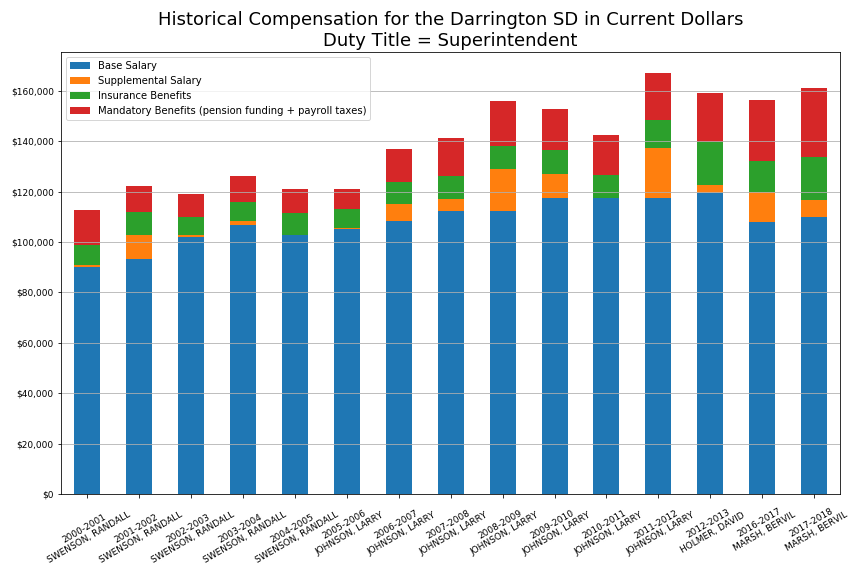 Historical Compensation for the Darrington SD in Current Dollars
Duty Title = Superintendent
Base Salary
Supplemental Salary
Insurance Benefits
Mandatory Benefits (pension funding + payroll taxes)
$160,000
$140,000
$120,000
$100,000
$80,000
$60,000
$40,000
$20,000
$0
2000-2001
SWENSON, RANDALL
2001-2002
SWENSON, RANDALL
2002-2003
SWENSON, RANDALL
2003-2004
SWENSON, RANDALL
2004-2005
SWENSON, RANDALL
2005-2006
JOHNSON, LARRY
2006-2007
JOHNSON, LARRY
2007-2008
JOHNSON, LARRY
2008-2009
JOHNSON, LARRY
2009-2010
JOHNSON, LARRY
2010-2011
JOHNSON, LARRY
2011-2012
JOHNSON, LARRY
2012-2013
HOLMER, DAVID
2016-2017
MARSH, BERVIL
2017-2018
MARSH, BERVIL